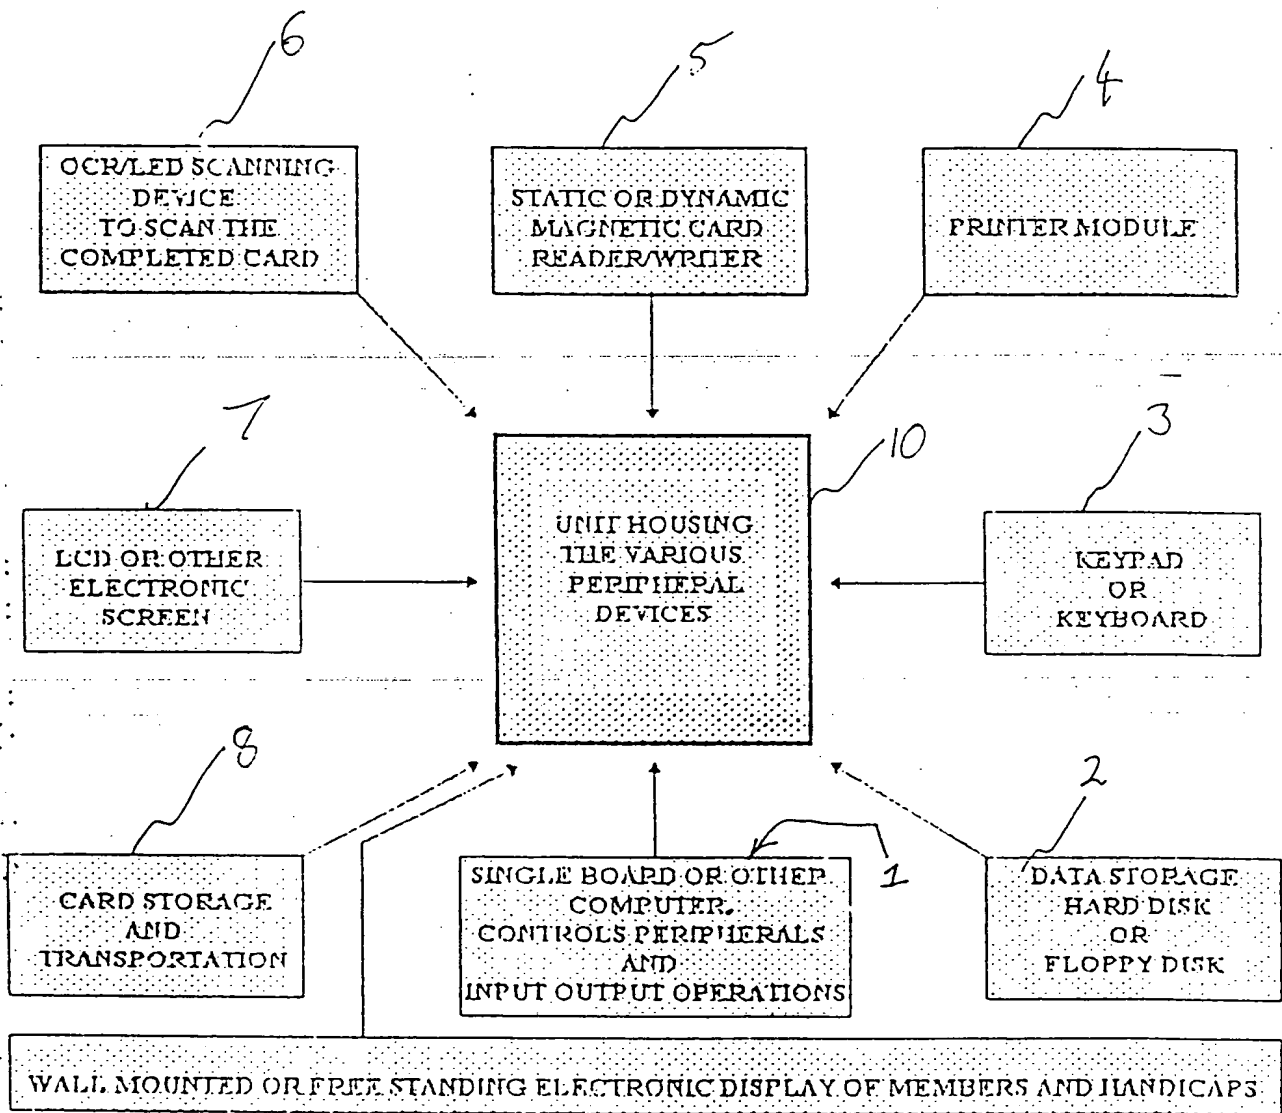 6
5
4
OCR/LED SCANNING
DEVICE
TO SCAN THE
COMPLETED CARD
STATIC OR DYNAMIC
MAGNETIC CARD
READER/WRITER
PRINTER MODULE
7
10
3
LCD OR OTHER
ELECTRONIC
SCREEN
UNIT HOUSING
THE VARIOUS
PERIPHERAL
DEVICES
KEYPAD
OR
KEYBOARD
8
2
1
CARD STORAGE
AND
TRANSPORTATION
SINGLE BOARD OR OTHER
COMPUTER.
CONTROLS PERIPHERALS
AND
INPUT OUTPUT OPERATIONS
DATA STORAGE
HARD DISK
OR
FLOPPY DISK
WALL MOUNTED OR FREE STANDING ELECTRONIC DISPLAY OF MEMBERS AND HANDICAPS